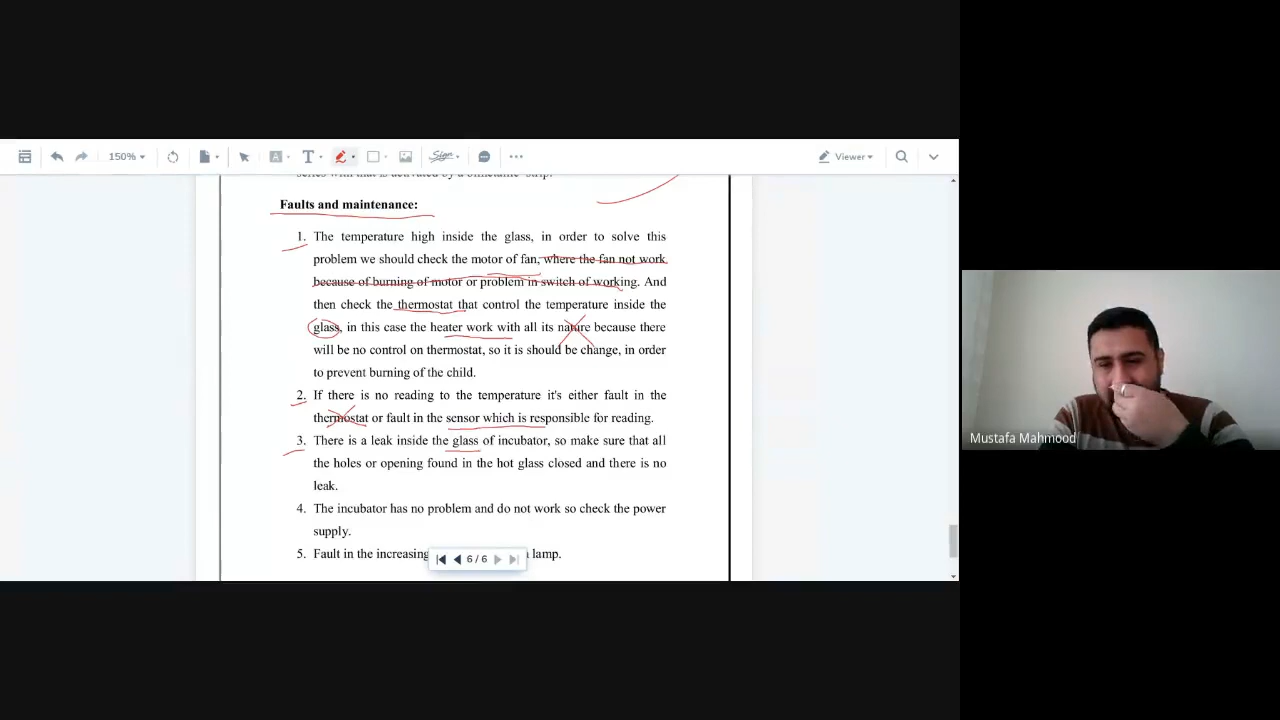 150%
Viewer
series with that is activated by a bimetallic strip.
Faults and maintenance:
1. The temperature high inside the glass, in order to solve this
problem we should check the motor of fan, where the fan not work
because of burning of motor or problem in switch of working. And
then check the thermostat that control the temperature inside the
glass, in this case the heater work with all its nature because there
will be no control on thermostat, so it is should be change, in order
to prevent burning of the child.
2. If there is no reading to the temperature it's either fault in the
thermostat or fault in the sensor which is responsible for reading.
3. There is a leak inside the glass of incubator, so make sure that all
the holes or opening found in the hot glass closed and there is no
leak.
4. The incubator has no problem and do not work so check the power
supply.
5. Fault in the increasing lamp.
6 / 6
Mustafa Mahmood